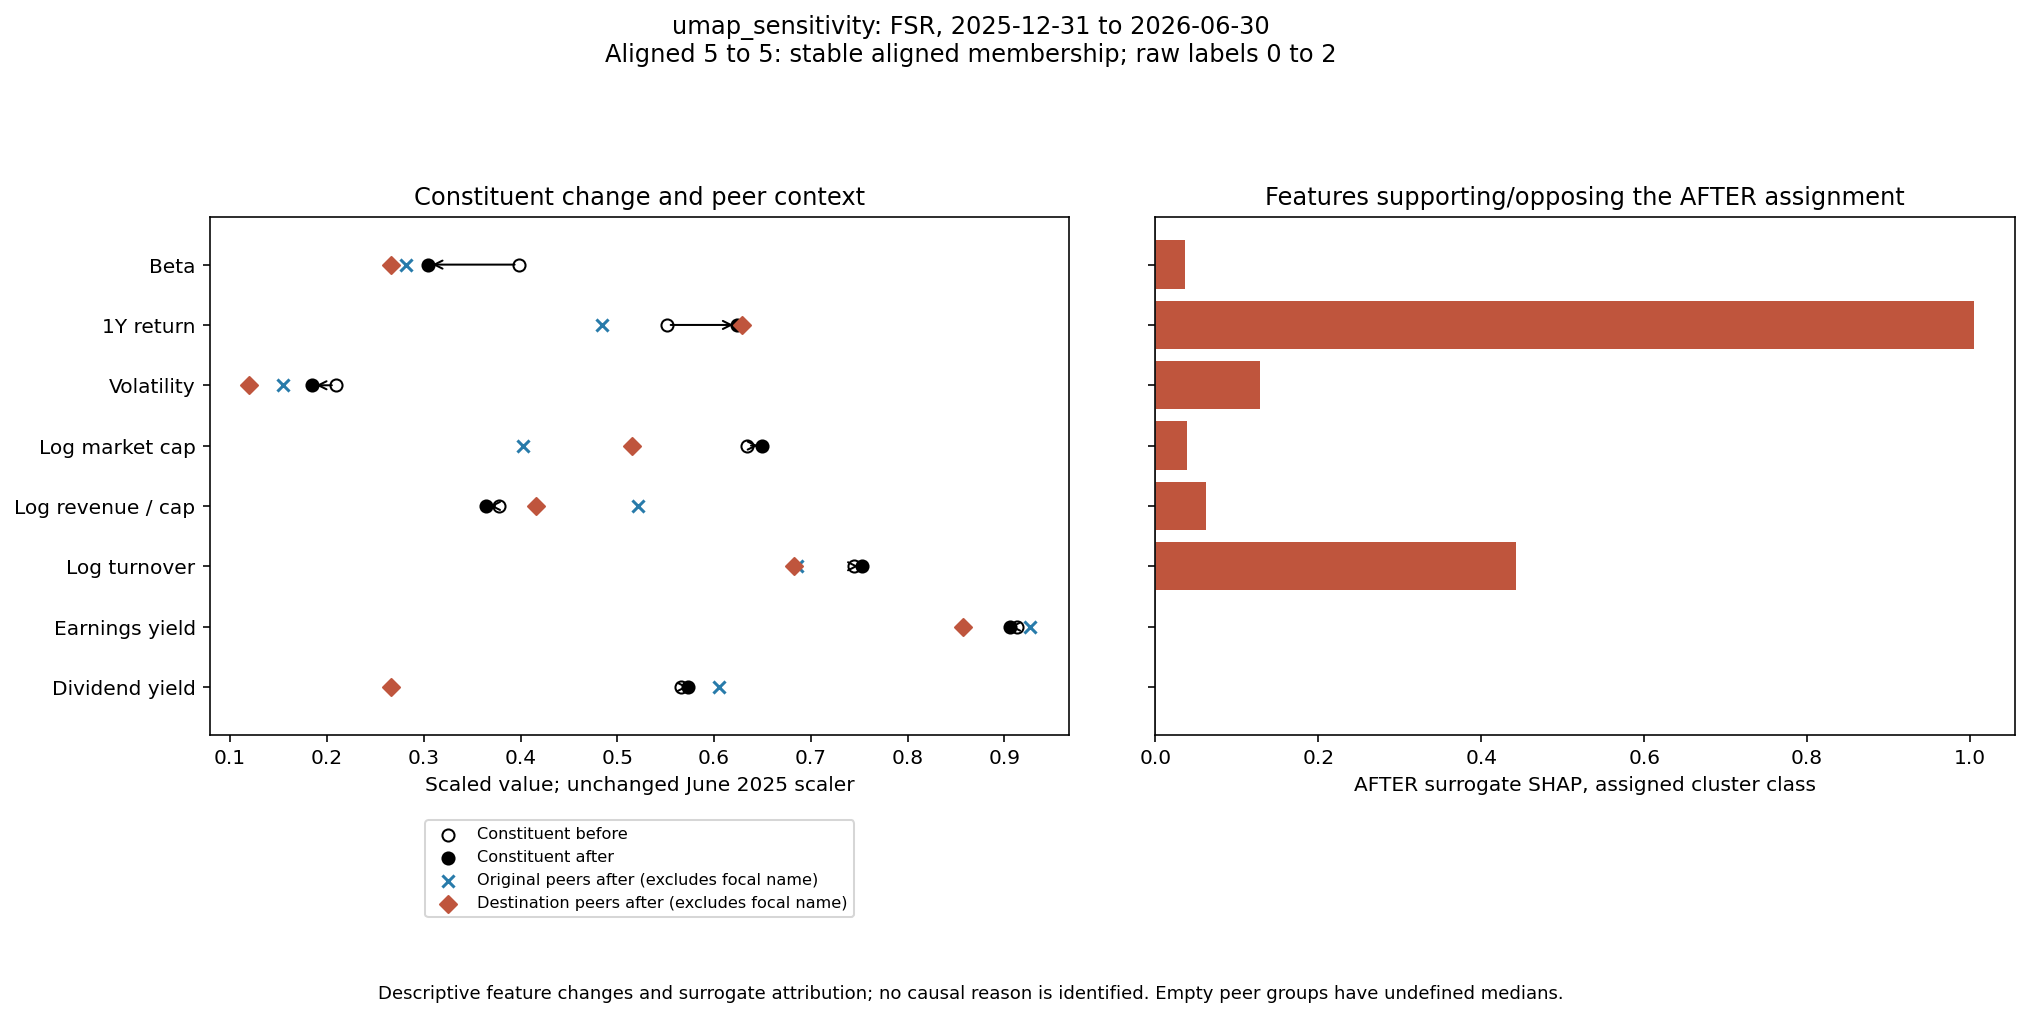 umap_sensitivity: FSR, 2025-12-31 to 2026-06-30
Aligned 5 to 5: stable aligned membership; raw labels 0 to 2
Constituent change and peer context
Beta
1Y return
Volatility
Log market cap
Log revenue / cap
Log turnover
Earnings yield
Dividend yield
0.1 0.2 0.3 0.4 0.5 0.6 0.7 0.8 0.9
Scaled value; unchanged June 2025 scaler
Constituent before
Constituent after
Original peers after (excludes focal name)
Destination peers after (excludes focal name)
Features supporting/opposing the AFTER assignment
0.0 0.2 0.4 0.6 0.8 1.0
AFTER surrogate SHAP, assigned cluster class
Descriptive feature changes and surrogate attribution; no causal reason is identified. Empty peer groups have undefined medians.